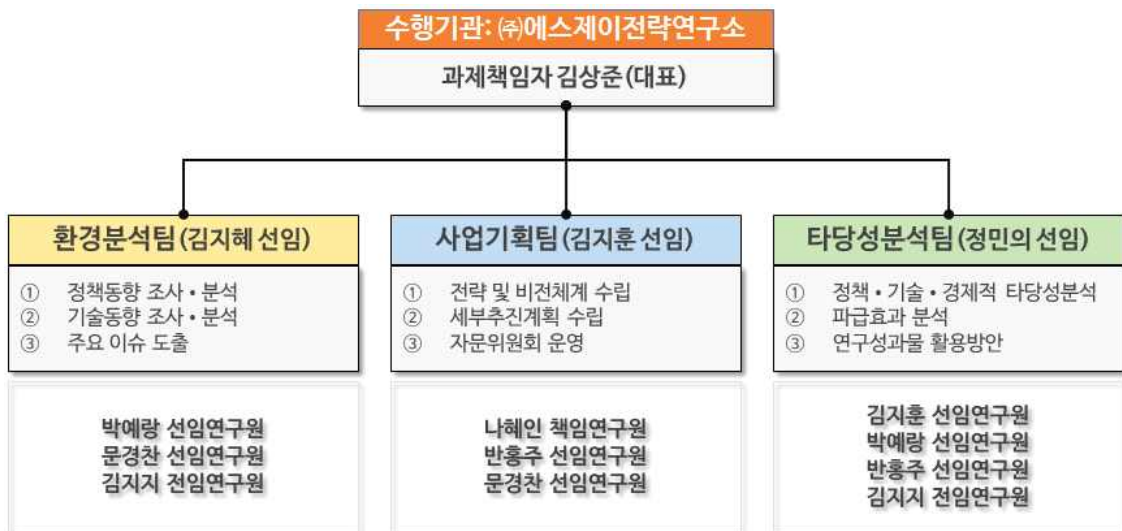 수행기관: ㈜에스제이전략연구소
과제책임자 김상준(대표)
환경분석팀(김지혜 선임)
① 정책동향 조사・분석
② 기술동향 조사・분석
③ 주요 이슈 도출
박예랑 선임연구원
문경찬 선임연구원
김지지 전임연구원
사업기획팀(김지훈 선임)
① 전략 및 비전체계 수립
② 세부추진계획 수립
③ 자문위원회 운영
나혜인 책임연구원
반홍주 선임연구원
문경찬 선임연구원
타당성분석팀(정민의 선임)
① 정책・기술・경제적 타당성분석
② 파급효과 분석
③ 연구성과물 활용방안
김지훈 선임연구원
박예랑 선임연구원
반홍주 선임연구원
김지지 전임연구원